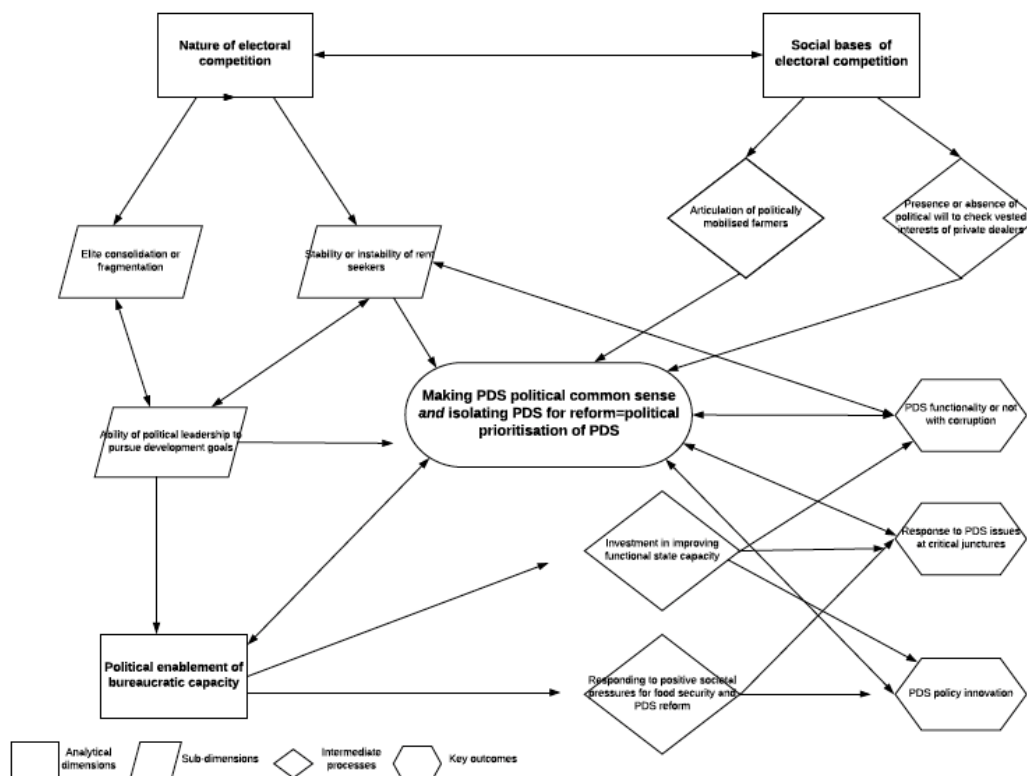 Nature of electoral
competition
Social bases of
electoral competition
Articulation of politically
mobilised farmers
Presence or absence of
political will to check vested
interests of private dealers
Elite consolidation or
fragmentation
Stability or instability of rent
seekers
Making PDS political common sense
and isolating PDS for reform=political
prioritisation of PDS
PDS functionality or not
with corruption
Ability of political leadership to
pursue development goals
Investment in improving
functional state capacity
Response to PDS issues
at critical junctures
Political enablement of
bureaucratic capacity
Responding to positive societal
pressures for food security and
PDS reform
PDS policy innovation
Analytical
dimensions
Sub-dimensions
Intermediate
processes
Key outcomes